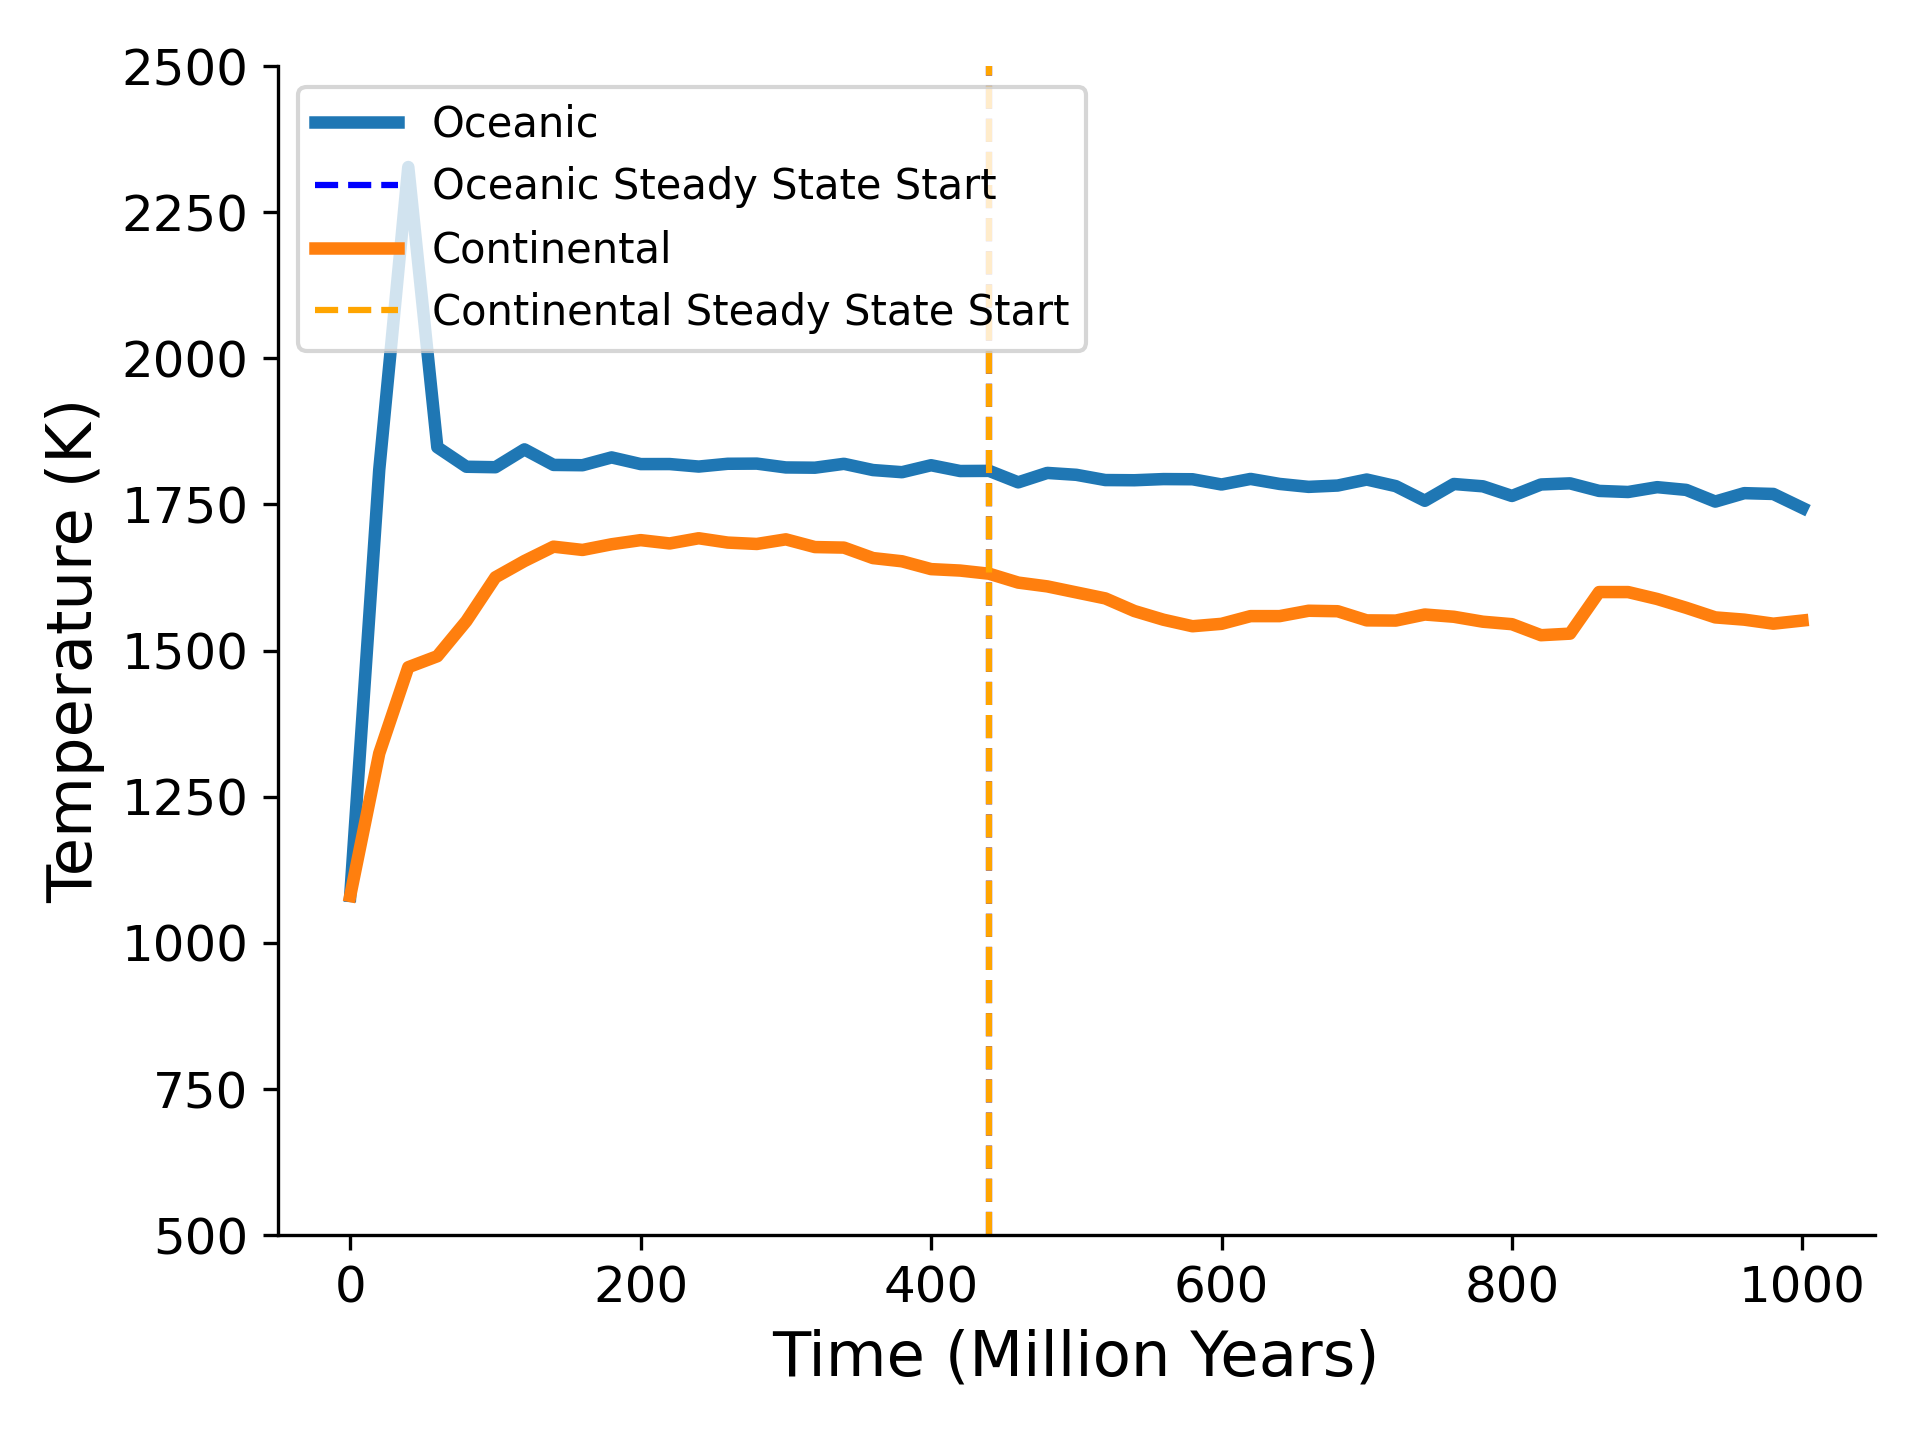 2500
2250
2000
1750
1500
1250
1000
750
500
Temperature (K)
Oceanic
Oceanic Steady State Start
Continental
Continental Steady State Start
0 200 400 600 800 1000
Time (Million Years)